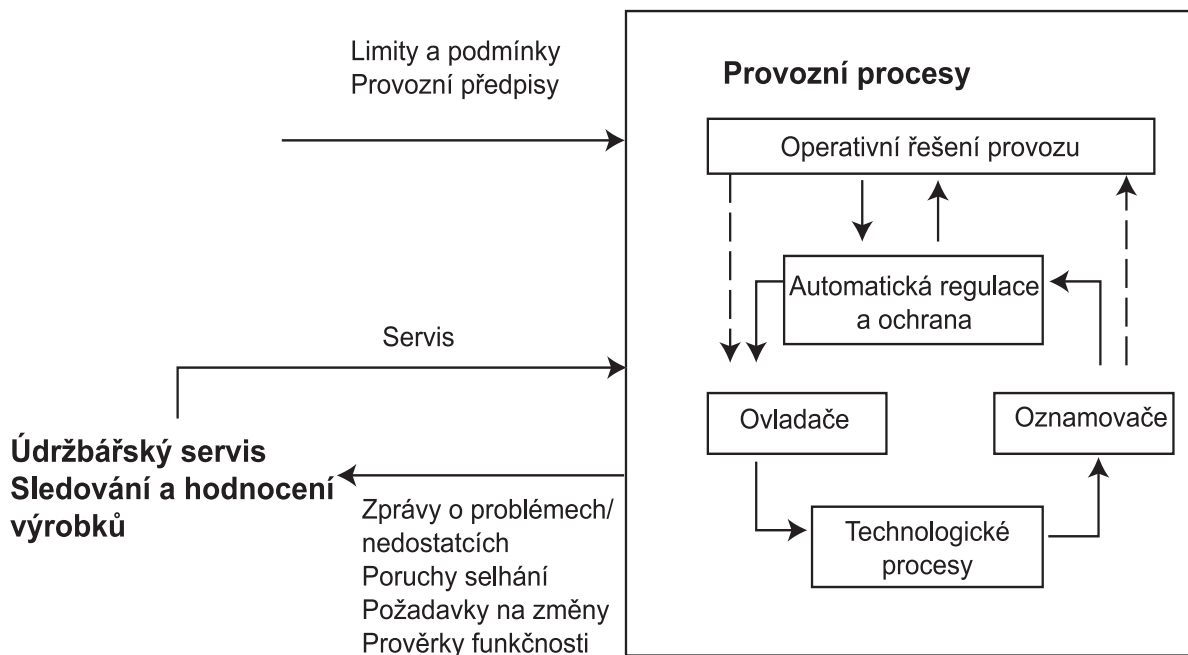 Limity a podmínky
Provozní předpisy
Provozní procesy
Operativní řešení provozu
Automatická regulace
a ochrana
Servis
Ovladače
Oznamovače
Údržbářský servis
Sledování a hodnocení
výrobků
Zprávy o problémech/
nedostatcích
Poruchy selhání
Požadavky na změny
Prověrky funkčnosti
Technologické
procesy